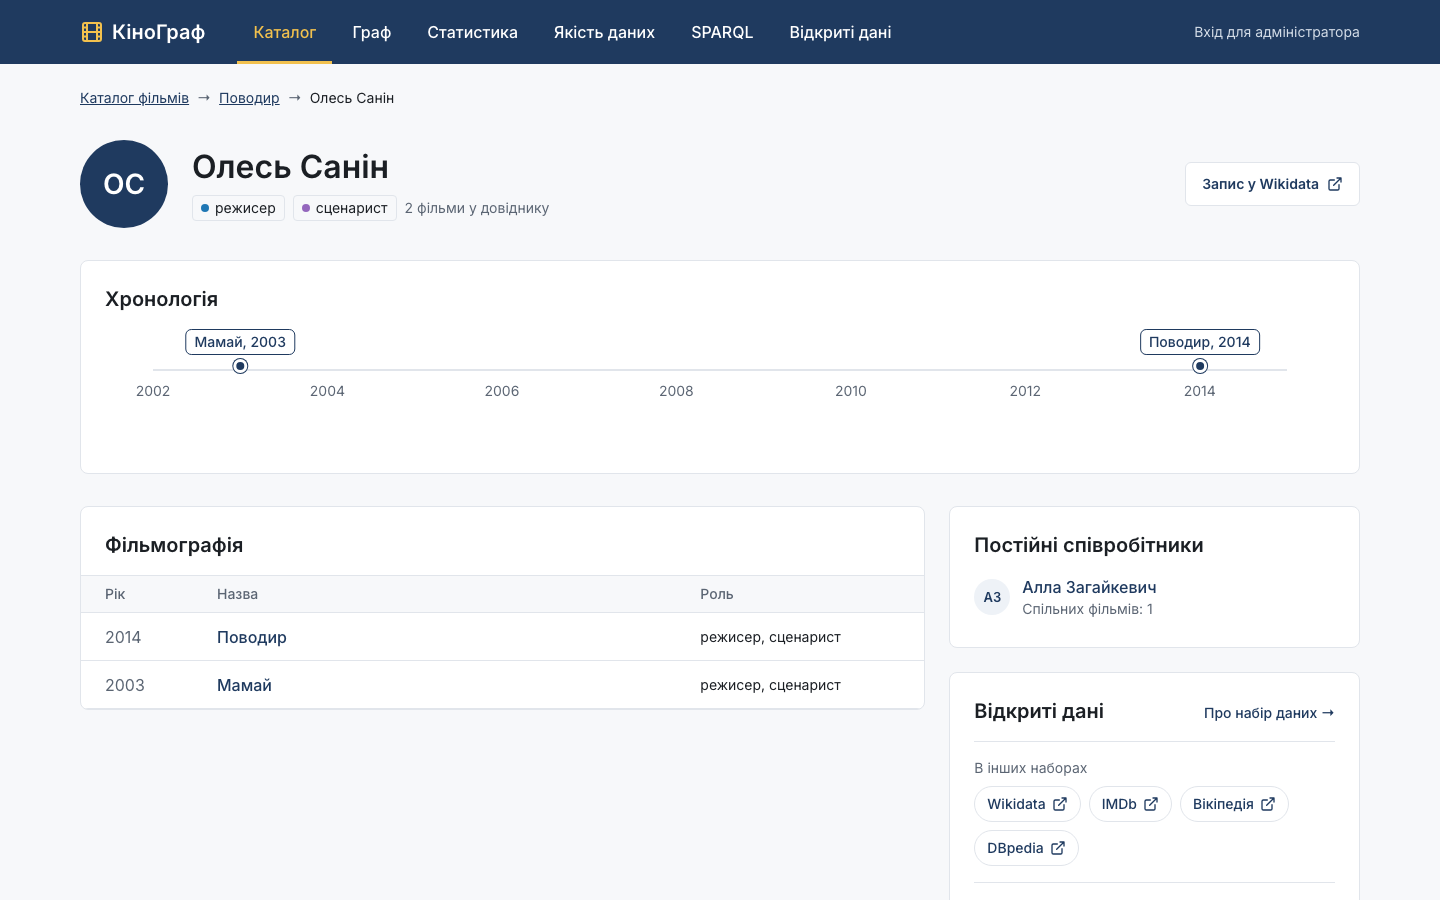 КіноГраф
Каталог
Граф
Статистика
Якість даних
SPARQL
Відкриті дані
Вхід для адміністратора
Каталог фільмів → Поводир → Олесь Санін
ОС
Олесь Санін
режисер
сценарист
2 фільми у довіднику
Запис у Wikidata
Хронологія
Мамай, 2003
Поводир, 2014
2002 2004 2006 2008 2010 2012 2014
Фільмографія
Рік Назва Роль
2014 Поводир режисер, сценарист
2003 Мамай режисер, сценарист
Постійні співробітники
АЗ
Алла Загайкевич
Спільних фільмів: 1
Відкриті дані
Про набір даних →
В інших наборах
Wikidata
IMDb
Вікіпедія
DBpedia